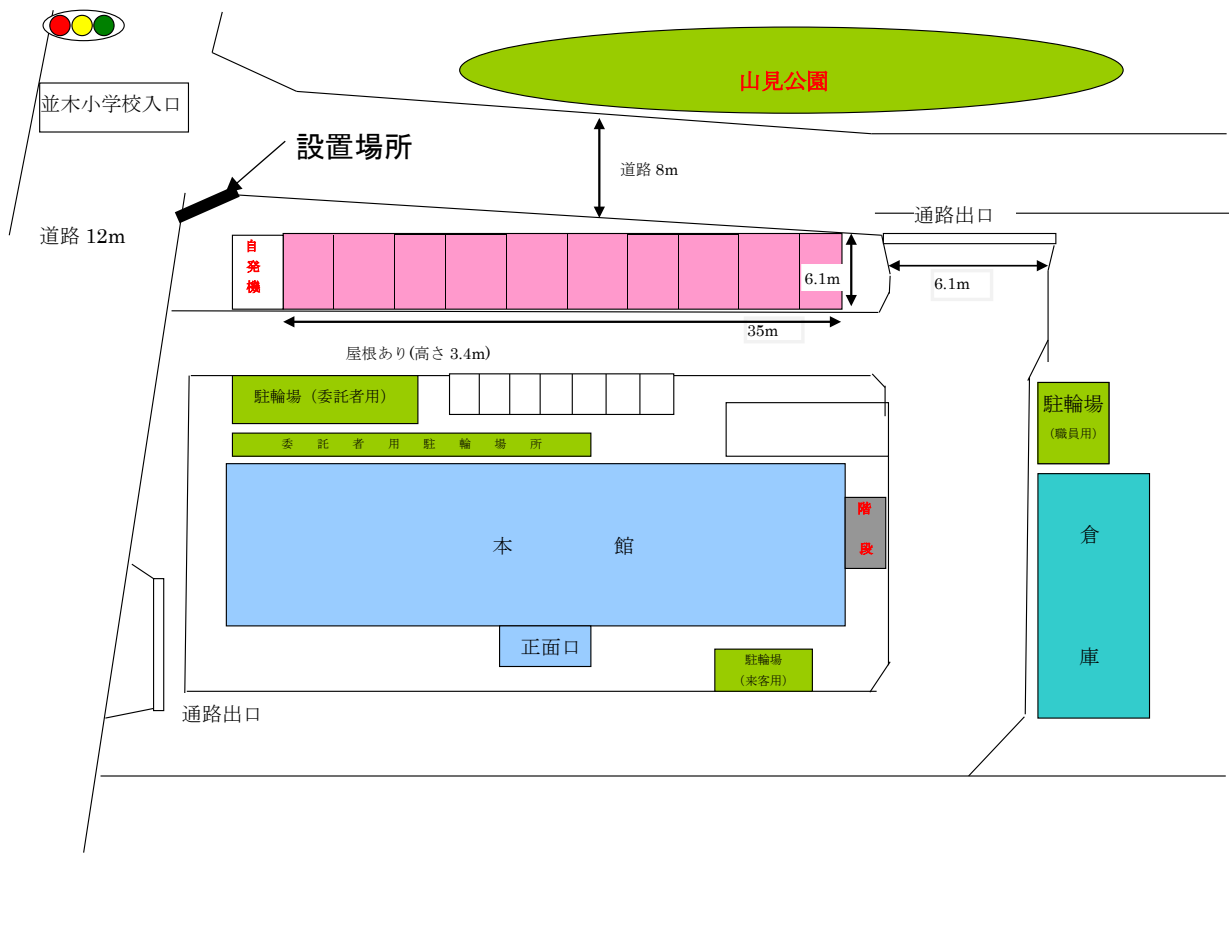 山見公園
並木小学校入口
設置場所
道路 8m
通路出口
道路 12m
自発機
6.1m
6.1m
35m
屋根あり(高さ 3.4m)
駐輪場（委託者用）
駐輪場
（職員用）
委託者用駐輪場所
階段
本館
倉庫
正面口
駐輪場
（来客用）
通路出口